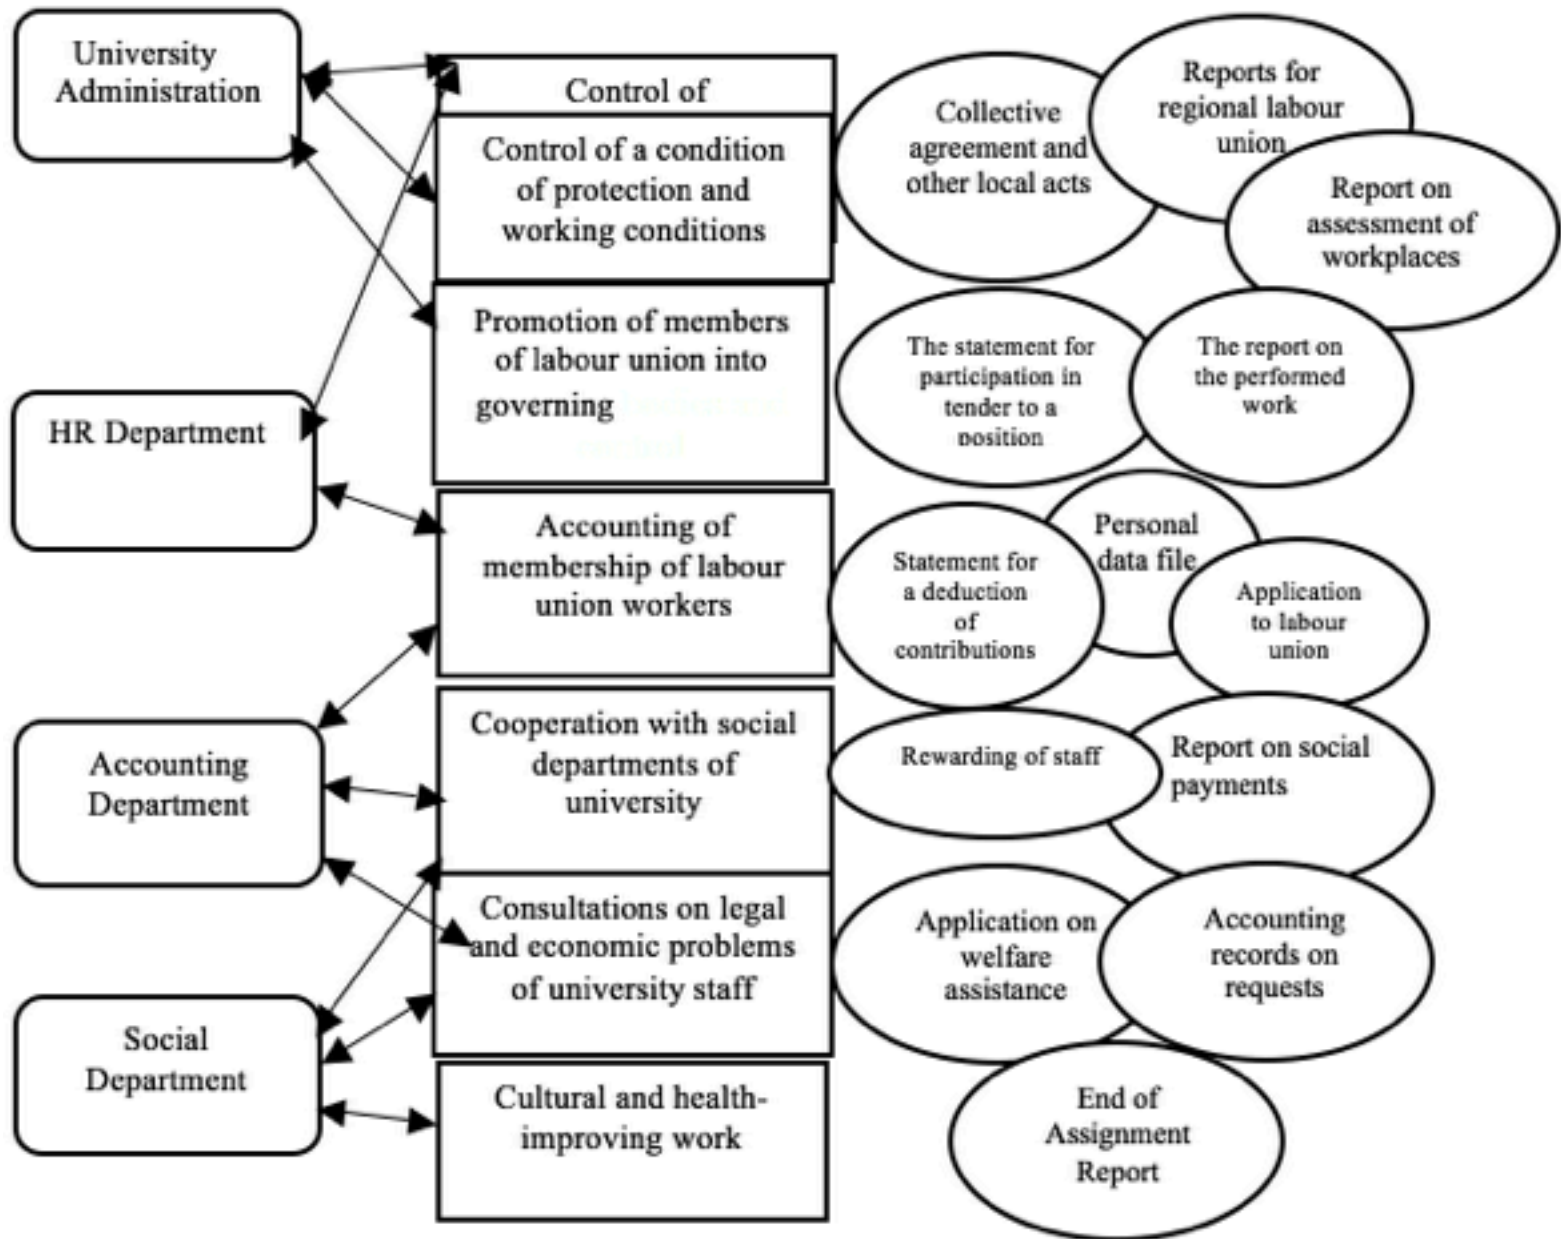 University
Administration
HR Department
Accounting
Department
Social
Department
Control of
Control of a condition
of protection and
working conditions
Promotion of members
of labour union into
governing
Accounting of
membership of labour
union workers
Cooperation with social
departments of
university
Consultations on legal
and economic problems
of university staff
Cultural and health-
improving work
Collective
agreement and
other local acts
Reports for
regional labour
union
Report on
assessment of
workplaces
The statement for
participation in
tender to a
position
The report on
the performed
work
Statement for
a deduction
of
contributions
Personal
data file
Application
to labour
union
Rewarding of staff
Report on social
payments
Application on
welfare
assistance
Accounting
records on
requests
End of
Assignment
Report